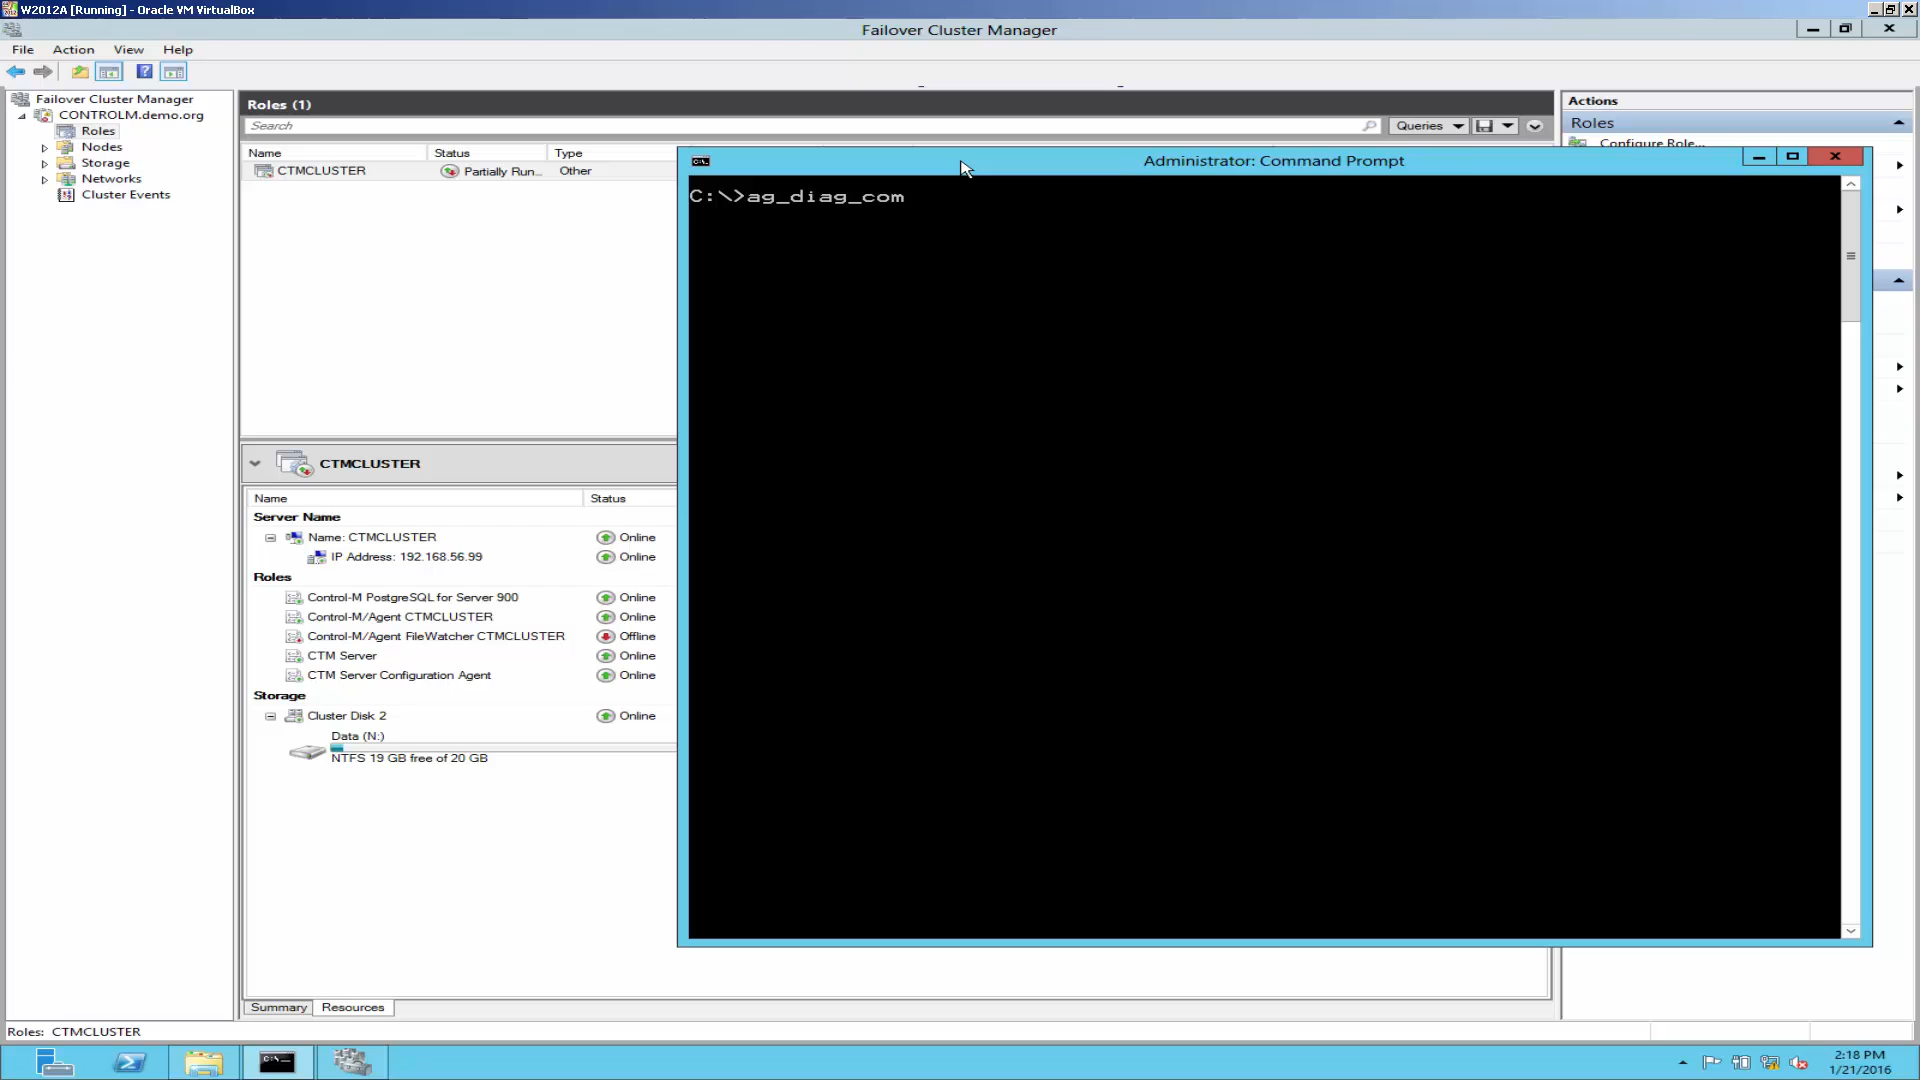 W2012A [Running] - Oracle VM VirtualBox
Failover Cluster Manager
File Action View Help
Failover Cluster Manager
CONTROLM.demo.org
Roles
Nodes
Storage
Networks
Cluster Events
Roles (1)
Search
Queries
Name Status Type
CTMCLUSTER Partially Run... Other
Actions
Roles
Configure Role...
Administrator: Command Prompt
C:\>ag_diag_com
CTMCLUSTER
Name Status
Server Name
Name: CTMCLUSTER Online
IP Address: 192.168.56.99 Online
Roles
Control-M PostgreSQL for Server 900 Online
Control-M/Agent CTMCLUSTER Online
Control-M/Agent FileWatcher CTMCLUSTER Offline
CTM Server Online
CTM Server Configuration Agent Online
Storage
Cluster Disk 2 Online
Data (N:)
NTFS 19 GB free of 20 GB
Summary Resources
Roles: CTMCLUSTER
2:18 PM
1/21/2016